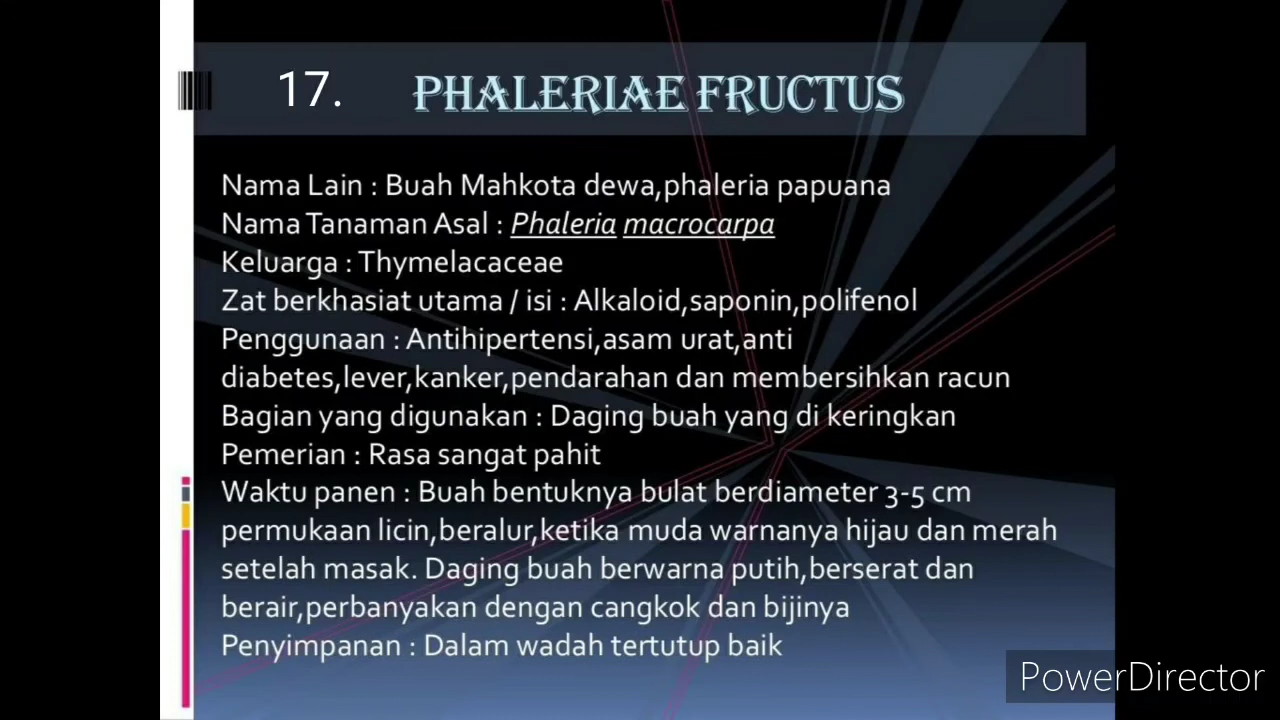 17. PHALERIAE FRUCTUS
Nama Lain : Buah Mahkota dewa,phaleria papuana
Nama Tanaman Asal : Phaleria macrocarpa
Keluarga : Thymelacaceae
Zat berkhasiat utama / isi : Alkaloid,saponin,polifenol
Penggunaan : Antihipertensi,asam urat,anti
diabetes,lever,kanker,pendarahan dan membersihkan racun
Bagian yang digunakan : Daging buah yang di keringkan
Pemerian : Rasa sangat pahit
Waktu panen : Buah bentuknya bulat berdiameter 3-5 cm
permukaan licin,beralur,ketika muda warnanya hijau dan merah
setelah masak. Daging buah berwarna putih,berserat dan
berair,perbanyakan dengan cangkok dan bijinya
Penyimpanan : Dalam wadah tertutup baik
PowerDirector